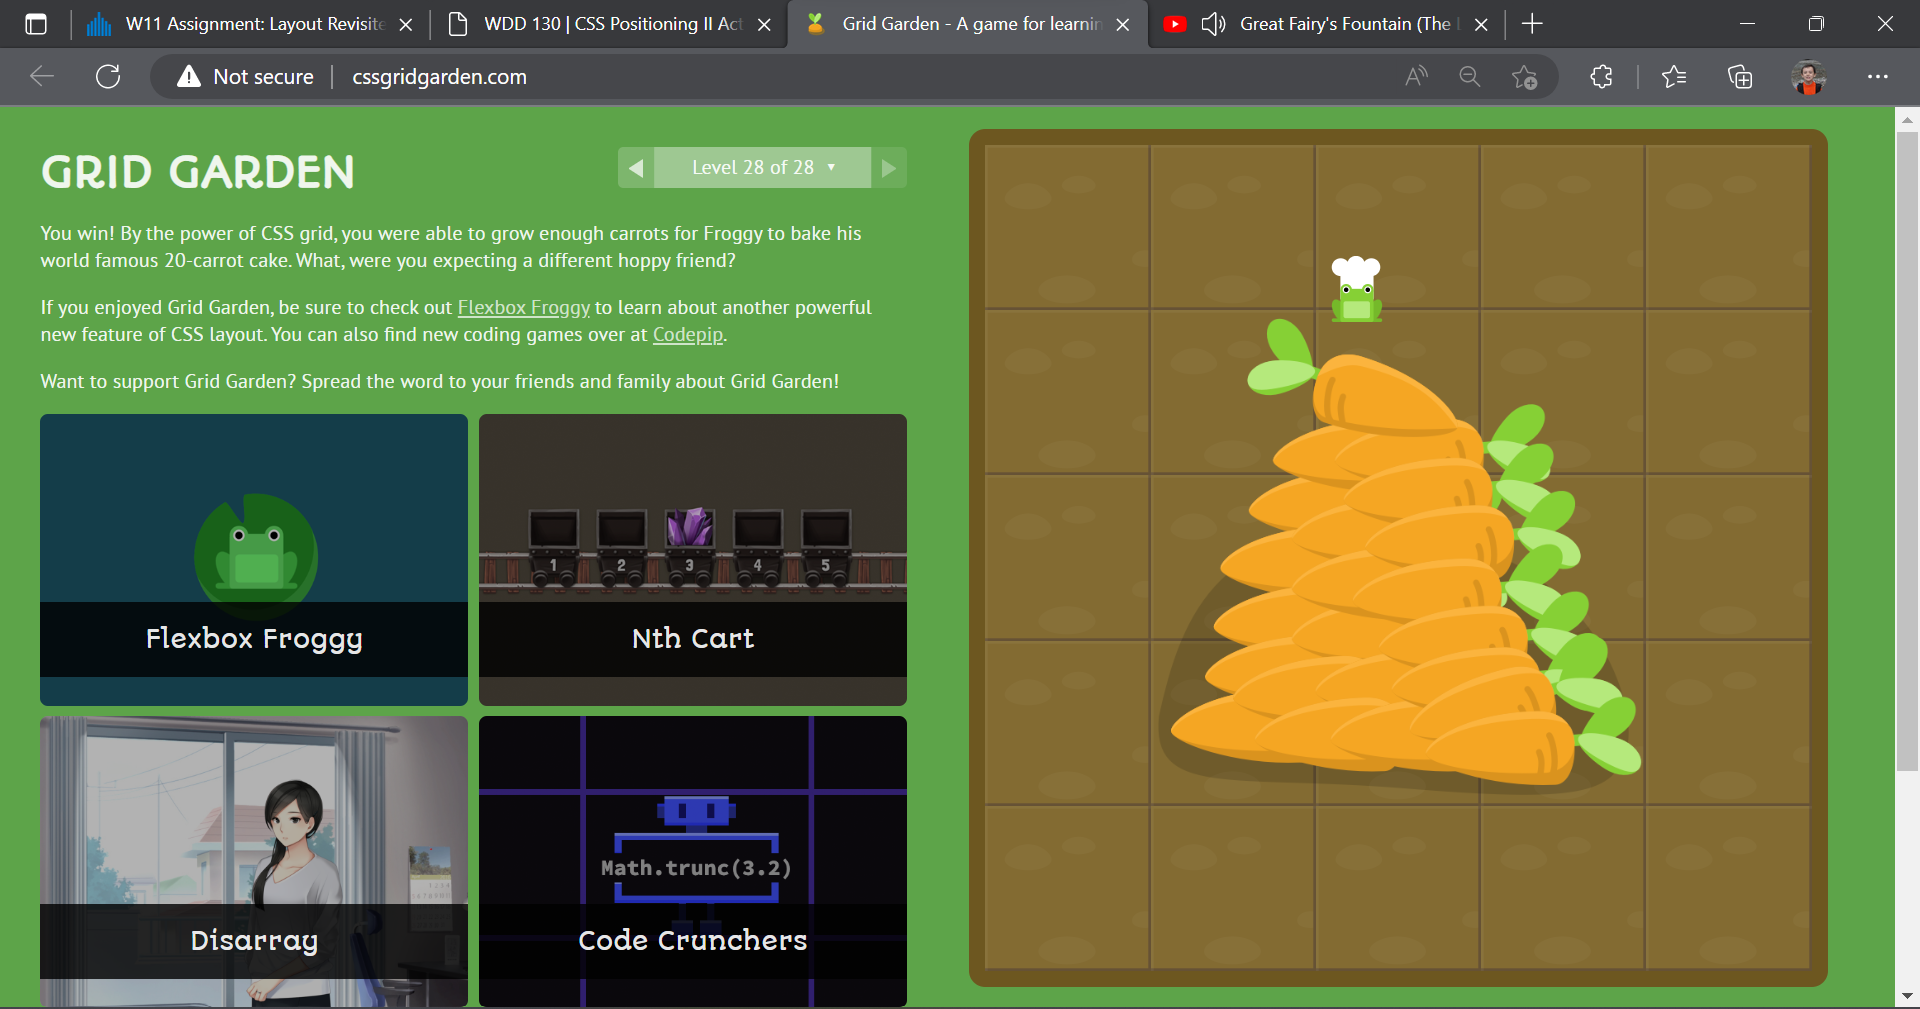 W11 Assignment: Layout Revisite
WDD 130 | CSS Positioning II Act
Grid Garden - A game for learnin
Great Fairy's Fountain (The
Not secure
cssgridgarden.com
GRID GARDEN
Level 28 of 28
You win! By the power of CSS grid, you were able to grow enough carrots for Froggy to bake his
world famous 20-carrot cake. What, were you expecting a different hoppy friend?
If you enjoyed Grid Garden, be sure to check out Flexbox Froggy to learn about another powerful
new feature of CSS layout. You can also find new coding games over at Codepip.
Want to support Grid Garden? Spread the word to your friends and family about Grid Garden!
1 2 3 4 5
Flexbox Froggy
Nth Cart
Math.trunc(3.2)
Disarray
Code Crunchers